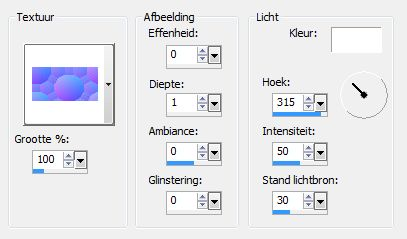 Textuur
Grootte %:
100
Afbeelding
Effenheid:
0
Diepte:
1
Ambiance:
0
Glinstering:
0
Licht
Kleur:
Hoek:
315
Intensiteit:
50
Stand lichtbron:
30